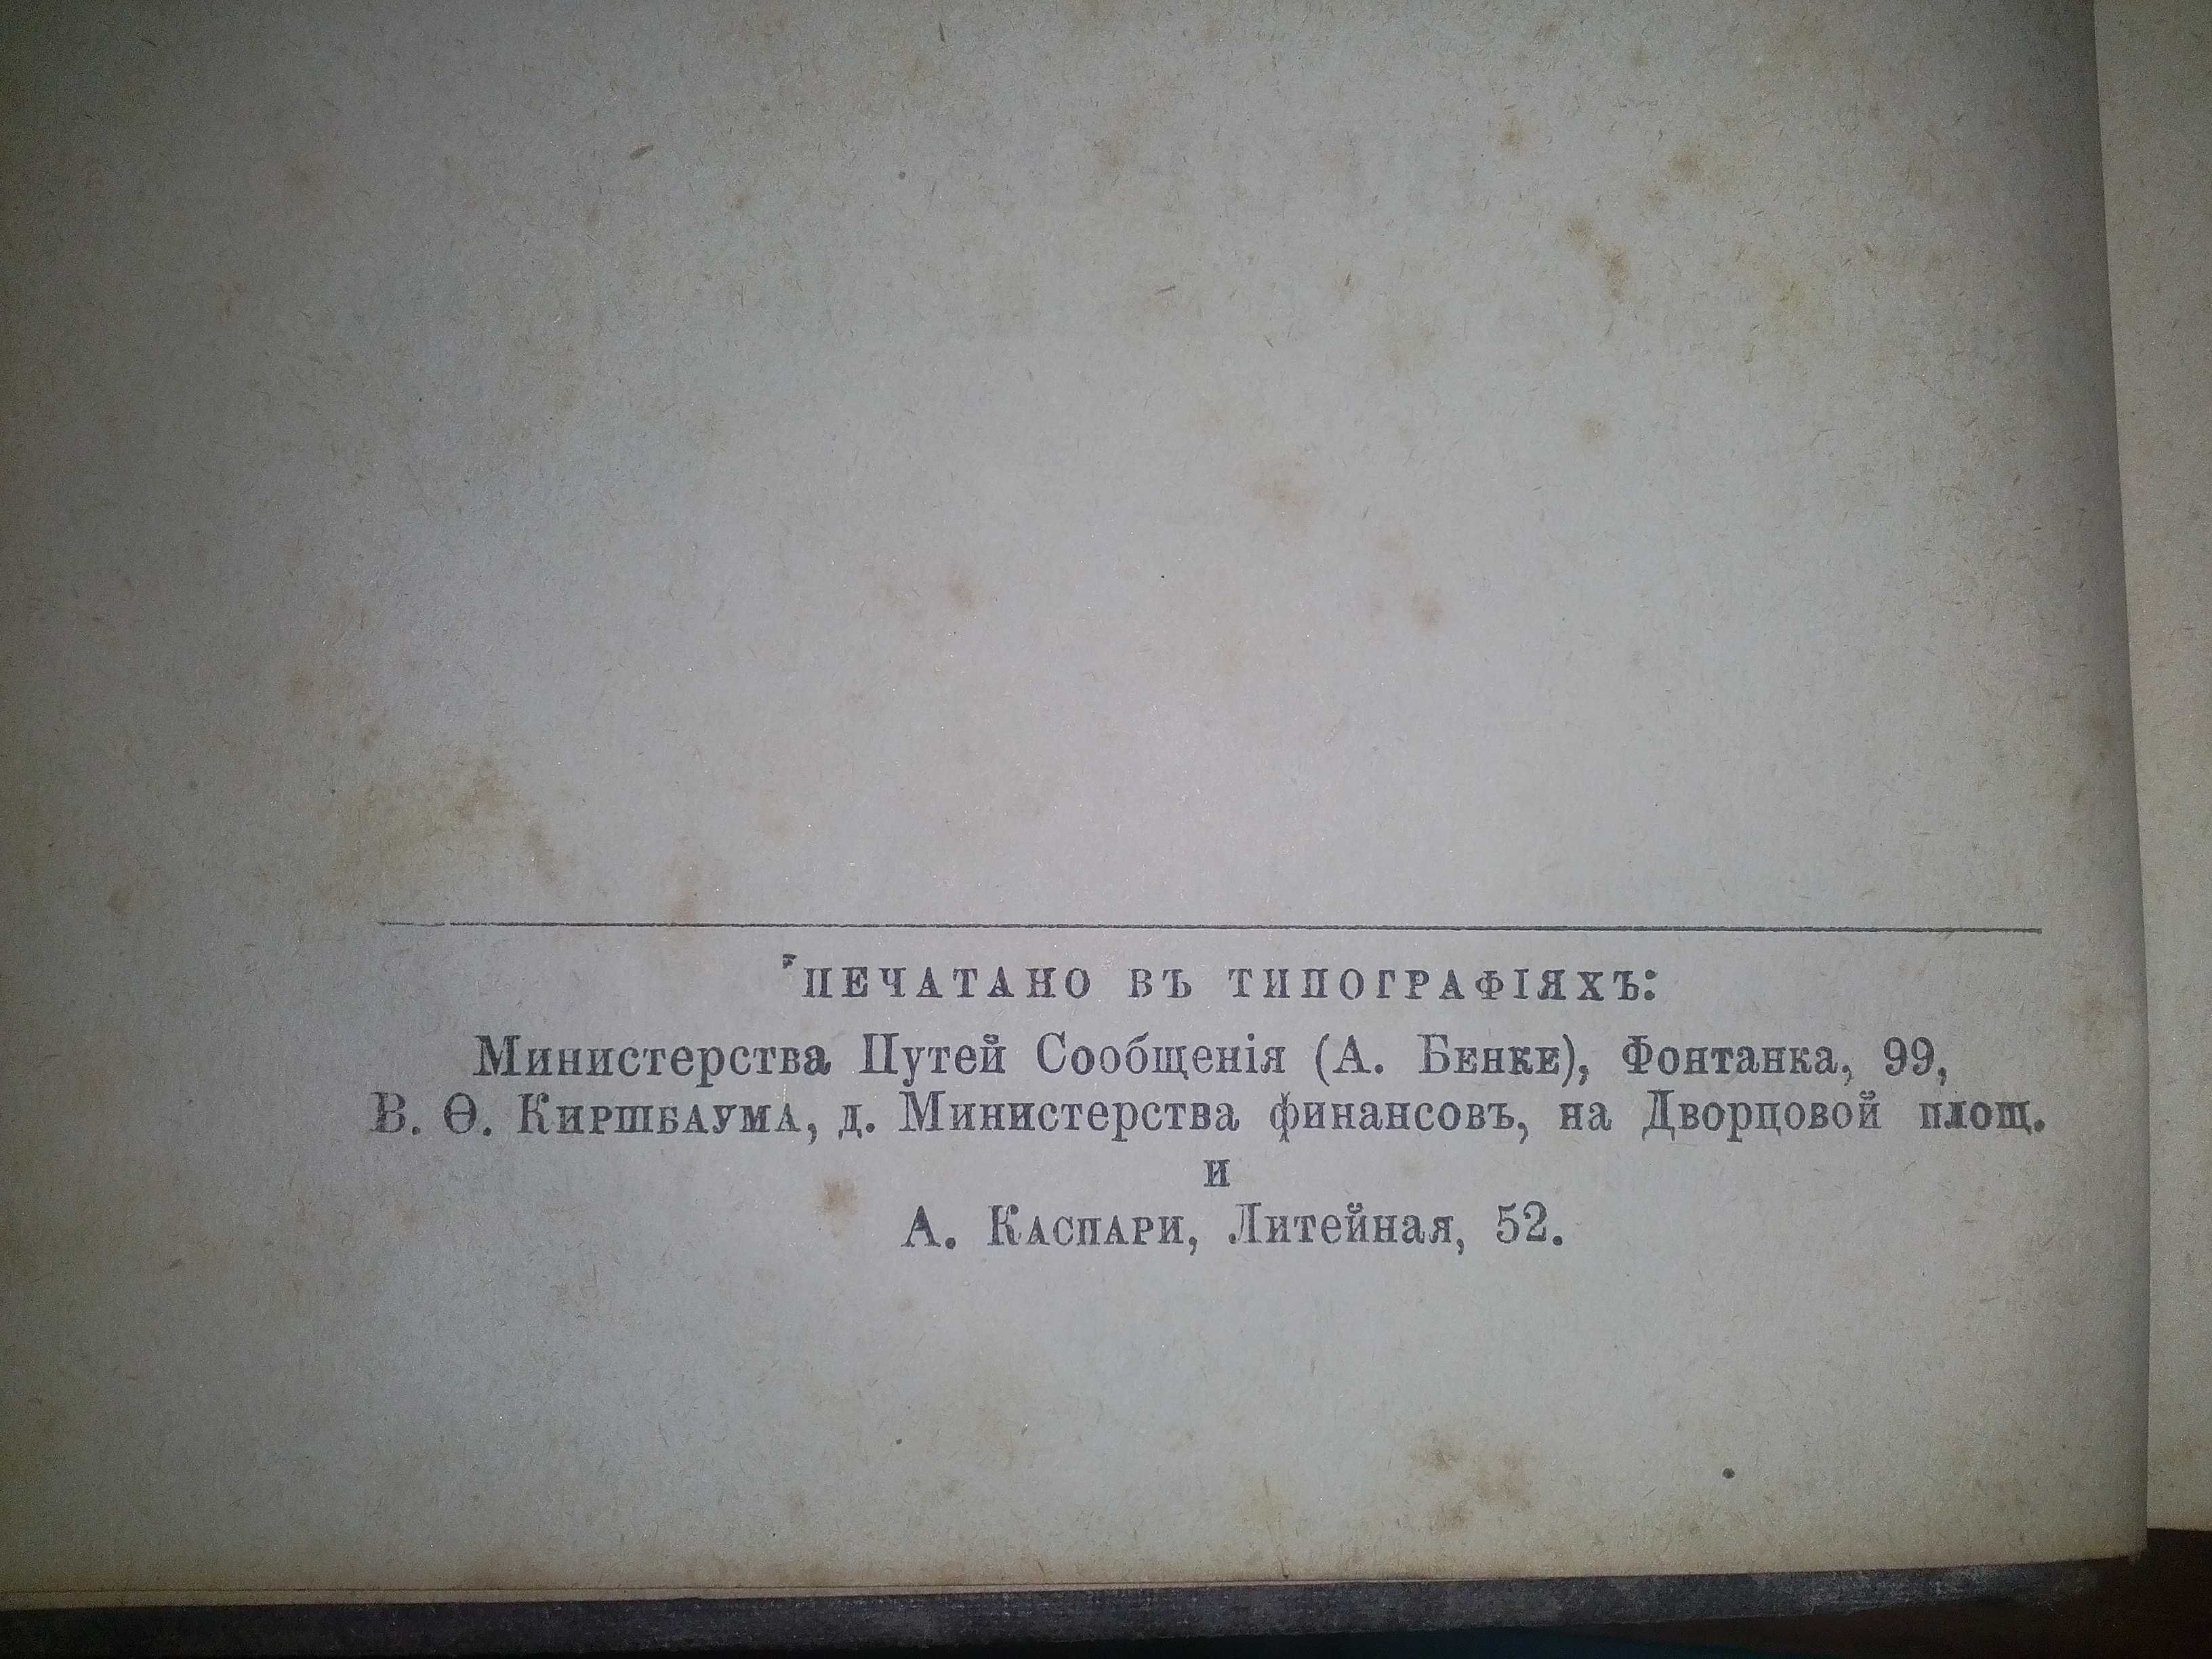 ПЕЧАТАНО ВЪ ТИПОГРАФІЯХЪ:
Министерства Путей Сообщенія (А. Бенке), Фонтанка, 99,
В. Ѳ. Киршбаума, д. Министерства финансовъ, на Дворцовой площ.
и
А. Каспари, Литейная, 52.